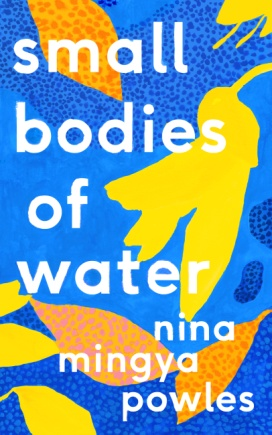 small
bodies
of
water
nina
mingya
powles